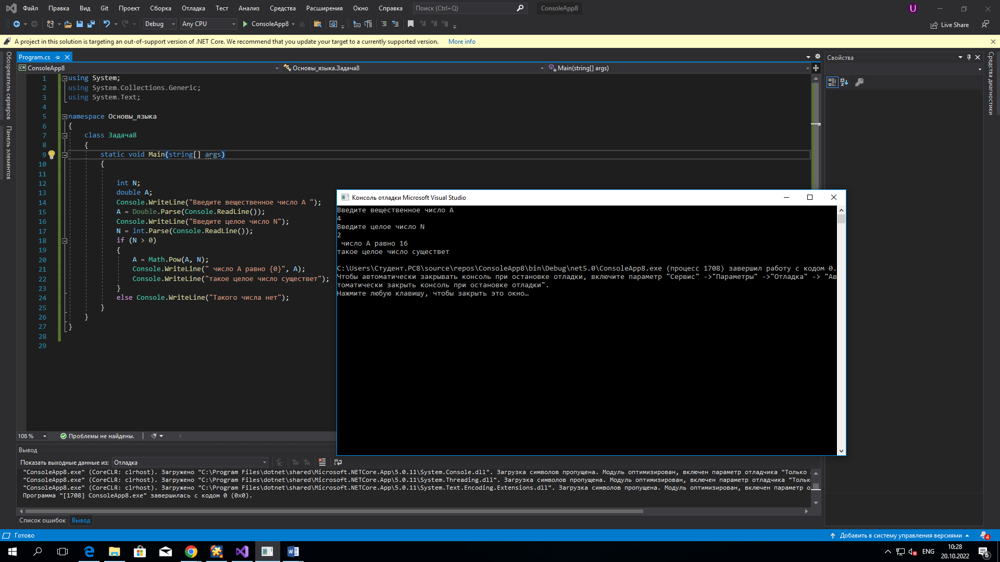 Файл Правка Вид Git Проект Сборка Отладка Тест Анализ Средства Расширения Окно Справка Поиск (Ctrl+Q) ConsoleApp8 U
Debug Any CPU ConsoleApp8 Live Share
A project in this solution is targeting an out-of-support version of .NET Core. We recommend that you update your target to a currently supported version. More info
Обозреватель серверов
Панель элементов
Program.cs
ConsoleApp8 Основы_языка.Задача8 Main(string[] args)
1 using System;
2 using System.Collections.Generic;
3 using System.Text;
4
5 namespace Основы_языка
6 {
7 class Задача8
8 {
9 static void Main(string[] args)
10 {
11
12 int N;
13 double A;
14 Console.WriteLine("Введите вещественное число A ");
15 A = Double.Parse(Console.ReadLine());
16 Console.WriteLine("Введите целое число N");
17 N = int.Parse(Console.ReadLine());
18 if (N > 0)
19 {
20 A = Math.Pow(A, N);
21 Console.WriteLine(" число A равно {0}", A);
22 Console.WriteLine("такое целое число существет");
23 }
24 else Console.WriteLine("Такого числа нет");
25 }
26 }
27 }
28
29
Свойства
Средства диагностики
Консоль отладки Microsoft Visual Studio
Введите вещественное число A
4
Введите целое число N
2
число A равно 16
такое целое число существет
C:\Users\Студент.PC8\source\repos\ConsoleApp8\bin\Debug\net5.0\ConsoleApp8.exe (процесс 1708) завершил работу с кодом 0.
Чтобы автоматически закрывать консоль при остановке отладки, включите параметр "Сервис" ->"Параметры" ->"Отладка" -> "Ав
томатически закрыть консоль при остановке отладки".
Нажмите любую клавишу, чтобы закрыть это окно…
108 % Проблемы не найдены.
Вывод
Показать выходные данные из: Отладка
"ConsoleApp8.exe" (CoreCLR: clrhost). Загружено "C:\Program Files\dotnet\shared\Microsoft.NETCore.App\5.0.11\System.Console.dll". Загрузка символов пропущена. Модуль оптимизирован, включен параметр отладчика "Только
"ConsoleApp8.exe" (CoreCLR: clrhost). Загружено "C:\Program Files\dotnet\shared\Microsoft.NETCore.App\5.0.11\System.Threading.dll". Загрузка символов пропущена. Модуль оптимизирован, включен параметр отладчика "Тольк
"ConsoleApp8.exe" (CoreCLR: clrhost). Загружено "C:\Program Files\dotnet\shared\Microsoft.NETCore.App\5.0.11\System.Text.Encoding.Extensions.dll". Загрузка символов пропущена. Модуль оптимизирован, включен параметр о
Программа "[1708] ConsoleApp8.exe" завершилась с кодом 0 (0x0).
Список ошибок Вывод
Готово Добавить в систему управления версиями 4
ENG 10:28
20.10.2022 6